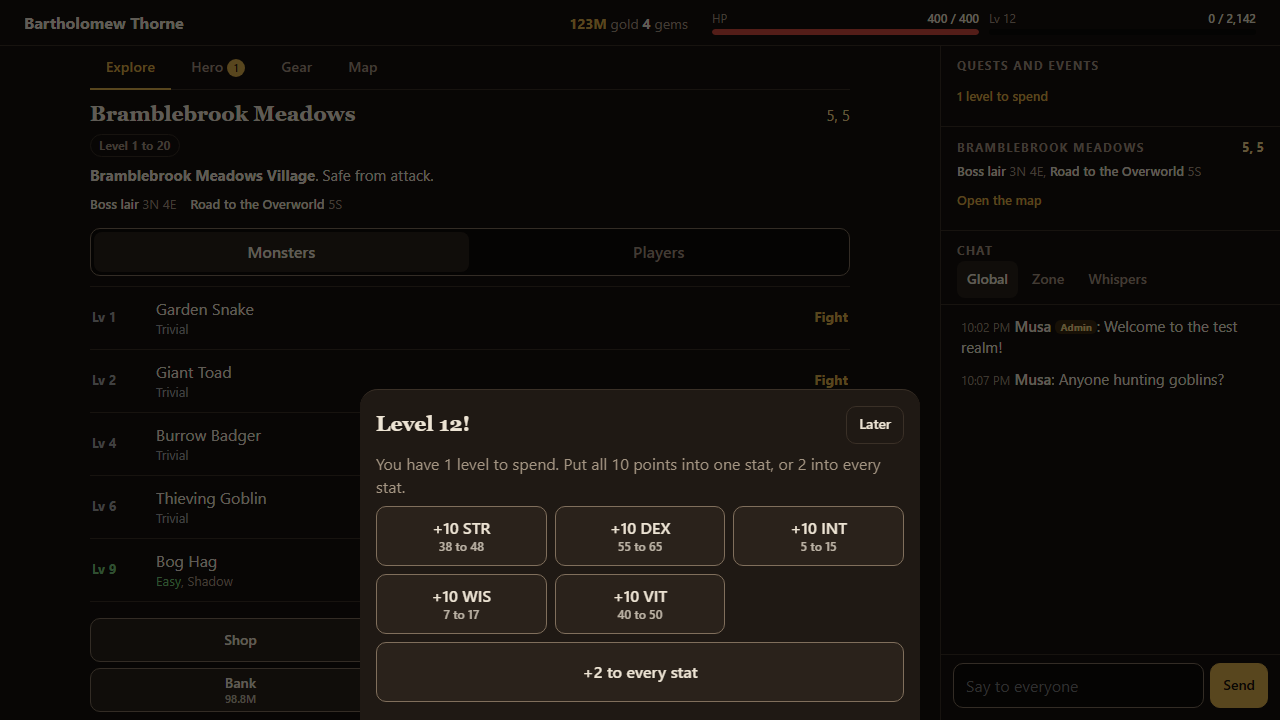 Bartholomew Thorne
123M gold 4 gems
HP 400 / 400
Lv 12 0 / 2,142
Explore
Hero 1
Gear
Map
Bramblebrook Meadows
5, 5
Level 1 to 20
Bramblebrook Meadows Village. Safe from attack.
Boss lair 3N 4E Road to the Overworld 5S
Monsters
Players
Lv 1
Garden Snake
Trivial
Fight
Lv 2
Giant Toad
Trivial
Fight
Lv 4
Burrow Badger
Trivial
Lv 6
Thieving Goblin
Trivial
Lv 9
Bog Hag
Easy, Shadow
Shop
Bank
98.8M
Level 12!
Later
You have 1 level to spend. Put all 10 points into one stat, or 2 into every
stat.
+10 STR
38 to 48
+10 DEX
55 to 65
+10 INT
5 to 15
+10 WIS
7 to 17
+10 VIT
40 to 50
+2 to every stat
QUESTS AND EVENTS
1 level to spend
BRAMBLEBROOK MEADOWS
5, 5
Boss lair 3N 4E, Road to the Overworld 5S
Open the map
CHAT
Global
Zone
Whispers
10:02 PM Musa Admin : Welcome to the test
realm!
10:07 PM Musa: Anyone hunting goblins?
Say to everyone
Send